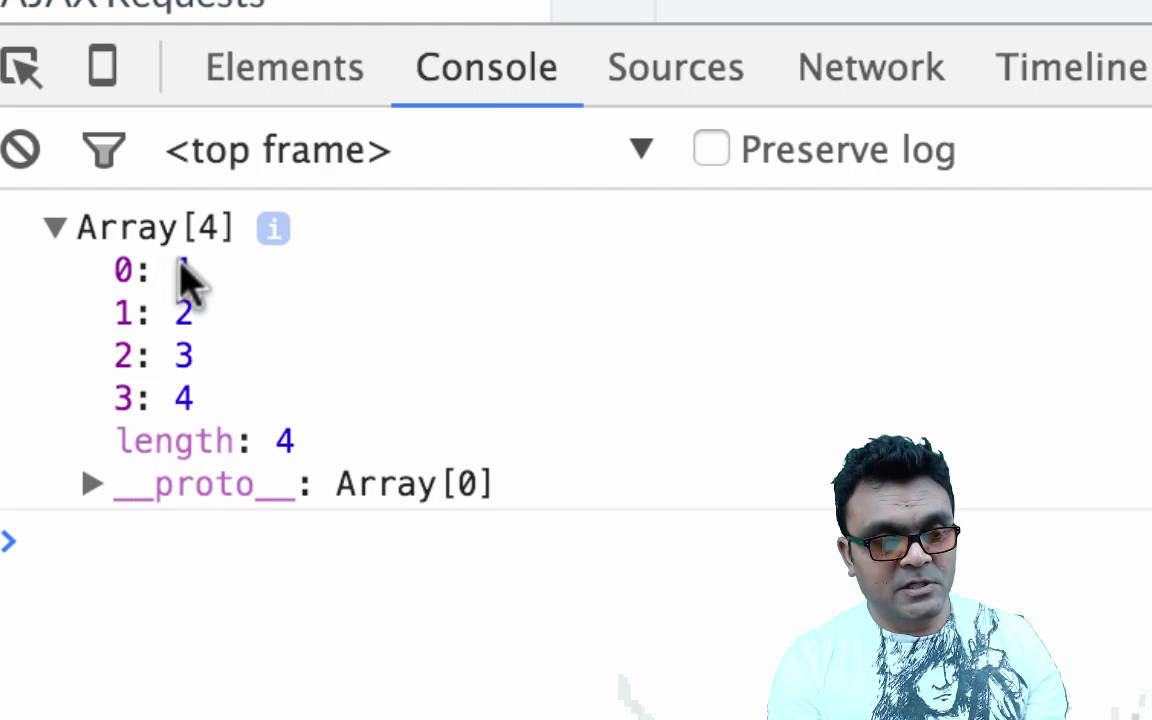 AJAX Requests
Elements Console Sources Network Timeline
<top frame> ▼ Preserve log
▼ Array[4] i
0: 1
1: 2
2: 3
3: 4
length: 4
▶ __proto__: Array[0]
>